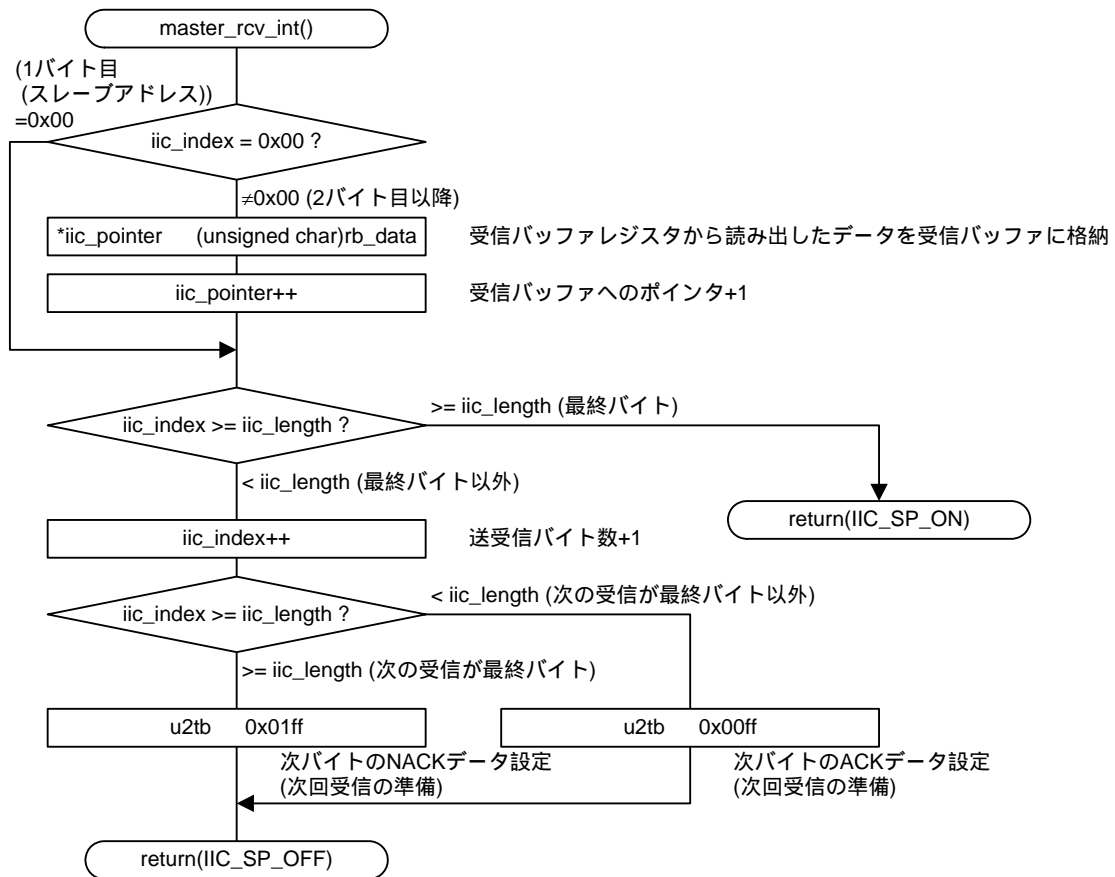 master_rcv_int()
(1バイト目
(スレーブアドレス))
=0x00
iic_index = 0x00 ?
≠0x00 (2バイト目以降)
*iic_pointer (unsigned char)rb_data
受信バッファレジスタから読み出したデータを受信バッファに格納
iic_pointer++
受信バッファへのポインタ+1
iic_index >= iic_length ?
>= iic_length (最終バイト)
< iic_length (最終バイト以外)
return(IIC_SP_ON)
iic_index++
送受信バイト数+1
iic_index >= iic_length ?
< iic_length (次の受信が最終バイト以外)
>= iic_length (次の受信が最終バイト)
u2tb 0x01ff
u2tb 0x00ff
次バイトのNACKデータ設定
(次回受信の準備)
次バイトのACKデータ設定
(次回受信の準備)
return(IIC_SP_OFF)